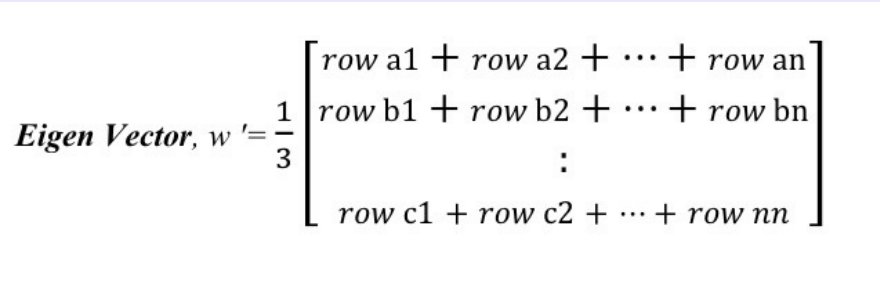 row a1 + row a2 + ⋯ + row an
row b1 + row b2 + ⋯ + row bn
Eigen Vector, w '= 1/3
:
row c1 + row c2 + ⋯ + row nn